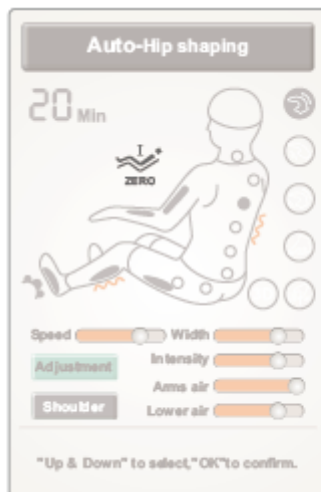 Auto-Hip shaping
20 Min
I
ZERO
Speed Width
Adjustment Intensity
Arms air
Shoulder
Lower air
"Up & Down" to select,"OK"to confirm.